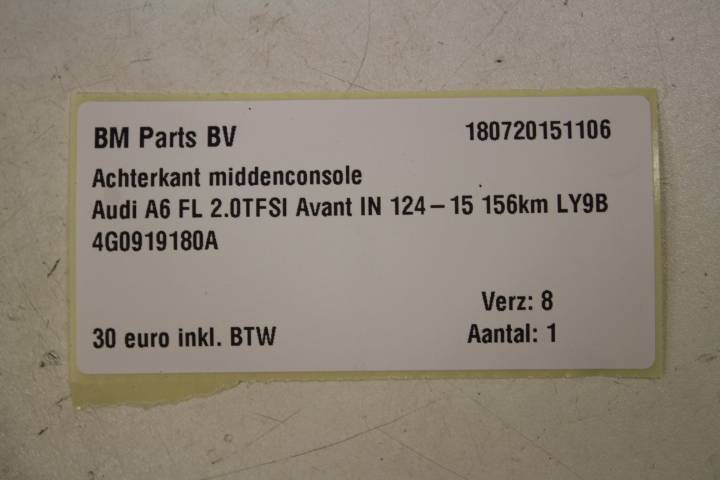 BM Parts BV 180720151106
Achterkant middenconsole
Audi A6 FL 2.0TFSI Avant IN 124-15 156km LY9B
4G0919180A
Verz: 8
30 euro inkl. BTW Aantal: 1